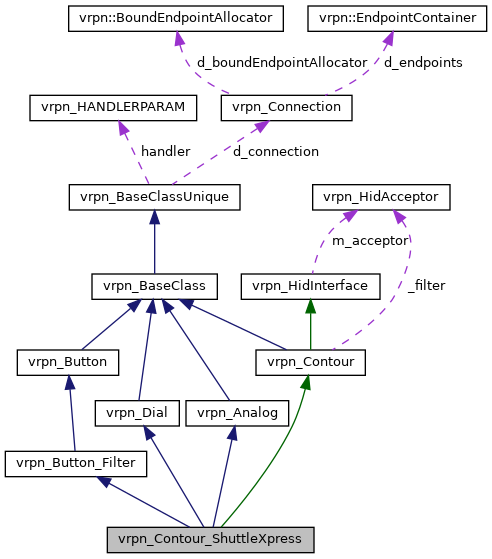 vrpn::BoundEndpointAllocator
vrpn::EndpointContainer
d_boundEndpointAllocator
d_endpoints
vrpn_HANDLERPARAM
vrpn_Connection
handler
d_connection
vrpn_BaseClassUnique
vrpn_HidAcceptor
m_acceptor
vrpn_BaseClass
vrpn_HidInterface
_filter
vrpn_Button
vrpn_Contour
vrpn_Dial
vrpn_Analog
vrpn_Button_Filter
vrpn_Contour_ShuttleXpress